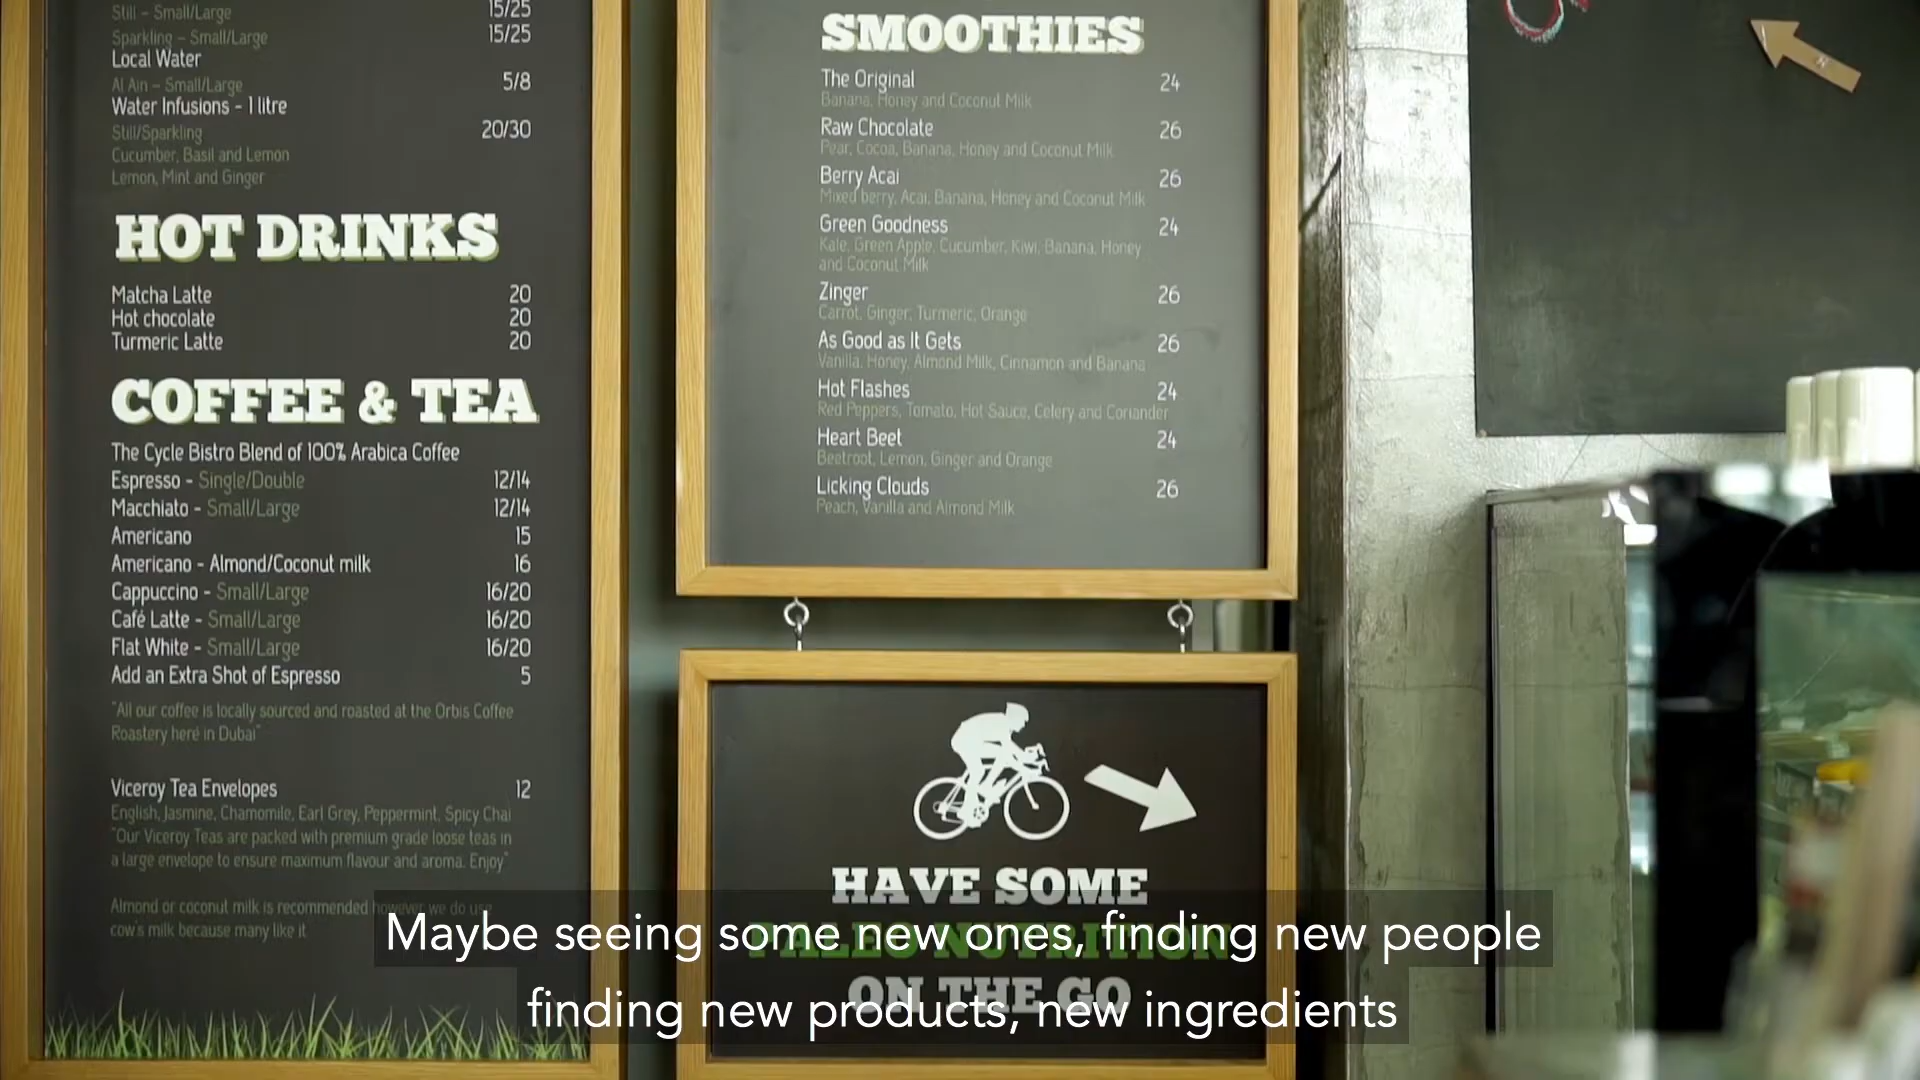 Still - Small/Large 15/25
Sparkling - Small/Large 15/25
Local Water
Al Ain - Small/Large 5/8
Water Infusions - 1 litre
Still/Sparkling 20/30
Cucumber, Basil and Lemon
Lemon, Mint and Ginger
HOT DRINKS
Matcha Latte 20
Hot chocolate 20
Turmeric Latte 20
COFFEE & TEA
The Cycle Bistro Blend of 100% Arabica Coffee
Espresso - Single/Double 12/14
Macchiato - Small/Large 12/14
Americano 15
Americano - Almond/Coconut milk 16
Cappuccino - Small/Large 16/20
Café Latte - Small/Large 16/20
Flat White - Small/Large 16/20
Add an Extra Shot of Espresso 5
"All our coffee is locally sourced and roasted at the Orbis Coffee
Roastery here in Dubai"
Viceroy Tea Envelopes 12
English, Jasmine, Chamomile, Earl Grey, Peppermint, Spicy Chai
"Our Viceroy Teas are packed with premium grade loose teas in
a large envelope to ensure maximum flavour and aroma. Enjoy"
Almond or coconut milk is recommended however we do use
cow's milk because many like it
SMOOTHIES
The Original 24
Banana, Honey and Coconut Milk
Raw Chocolate 26
Pear, Cocoa, Banana, Honey and Coconut Milk
Berry Acai 26
Mixed berry, Acai, Banana, Honey and Coconut Milk
Green Goodness 24
Kale, Green Apple, Cucumber, Kiwi, Banana, Honey
and Coconut Milk
Zinger 26
Carrot, Ginger, Turmeric, Orange
As Good as It Gets 26
Vanilla, Honey, Almond Milk, Cinnamon and Banana
Hot Flashes 24
Red Peppers, Tomato, Hot Sauce, Celery and Coriander
Heart Beet 24
Beetroot, Lemon, Ginger and Orange
Licking Clouds 26
Peach, Vanilla and Almond Milk
HAVE SOME
PALEO NUTRITION
ON THE GO
Maybe seeing some new ones, finding new people
finding new products, new ingredients